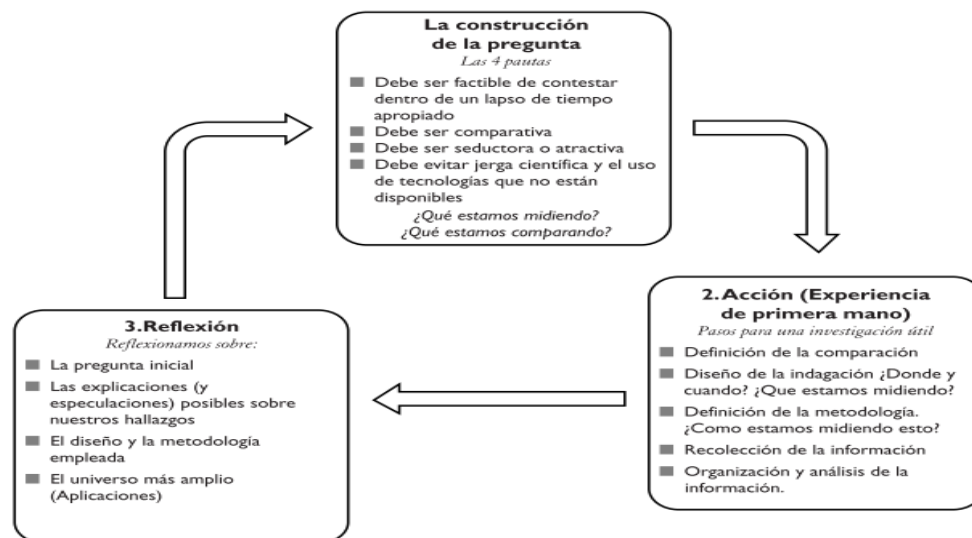 La construcción
de la pregunta
Las 4 pautas
Debe ser factible de contestar
dentro de un lapso de tiempo
apropiado
Debe ser comparativa
Debe ser seductora o atractiva
Debe evitar jerga científica y el uso
de tecnologías que no están
disponibles
¿Qué estamos midiendo?
¿Qué estamos comparando?
2.Acción (Experiencia
de primera mano)
Pasos para una investigación útil
Definición de la comparación
Diseño de la indagación ¿Donde y
cuando? ¿Que estamos midiendo?
Definición de la metodología.
¿Como estamos midiendo esto?
Recolección de la información
Organización y análisis de la
información.
3.Reflexión
Reflexionamos sobre:
La pregunta inicial
Las explicaciones (y
especulaciones) posibles sobre
nuestros hallazgos
El diseño y la metodología
empleada
El universo más amplio
(Aplicaciones)